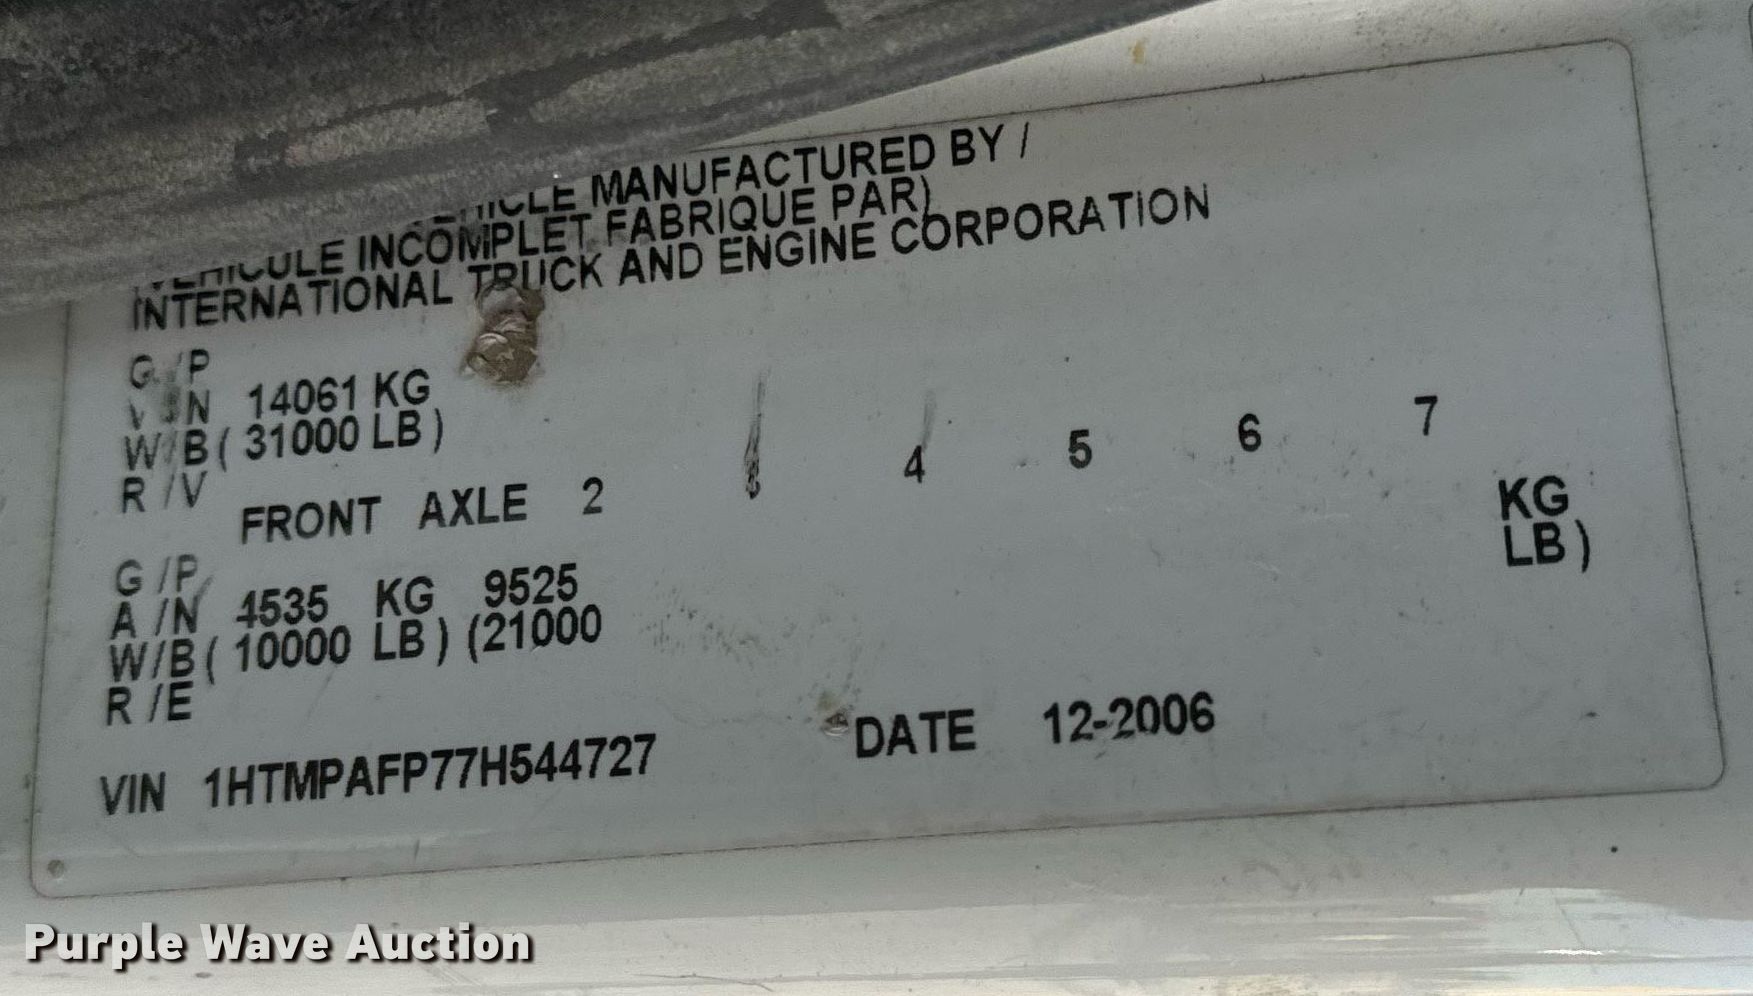 MANUFACTURED BY /
INCOMPLET FABRIQUE PAR)
INTERNATIONAL TRUCK AND ENGINE CORPORATION
G /P
V /N 14061 KG
W/B ( 31000 LB )
R /V
FRONT AXLE 2 3 4 5 6 7
KG
LB )
G /P
A /N 4535 KG 9525
W/B ( 10000 LB ) (21000
R /E
VIN 1HTMPAFP77H544727 DATE 12-2006
Purple Wave Auction